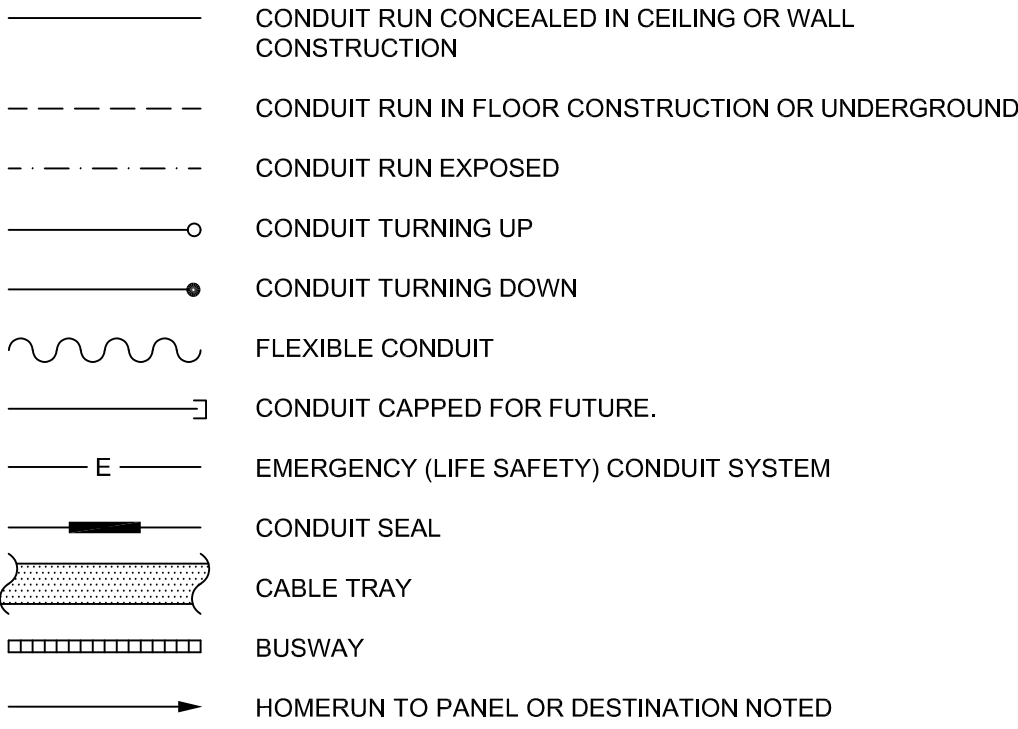 CONDUIT RUN CONCEALED IN CEILING OR WALL
CONSTRUCTION
CONDUIT RUN IN FLOOR CONSTRUCTION OR UNDERGROUND
CONDUIT RUN EXPOSED
CONDUIT TURNING UP
CONDUIT TURNING DOWN
FLEXIBLE CONDUIT
CONDUIT CAPPED FOR FUTURE.
E EMERGENCY (LIFE SAFETY) CONDUIT SYSTEM
CONDUIT SEAL
CABLE TRAY
BUSWAY
HOMERUN TO PANEL OR DESTINATION NOTED